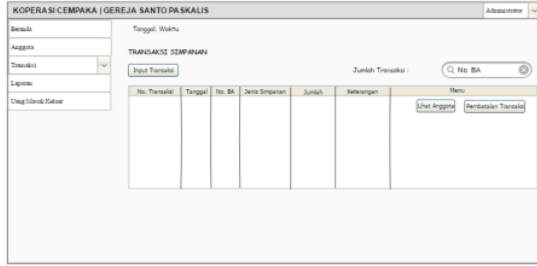 KOPERASI CEMPAKA | GEREJA SANTO PASKALIS
Administrator
Beranda
Anggota
Transaksi
Laporan
Uang Masuk Keluar
Tanggal, Waktu
TRANSAKSI SIMPANAN
Input Transaksi
Jumlah Transaksi :
No. BA
No. Transaksi Tanggal No. BA Jenis Simpanan Jumlah Keterangan Menu
Lihat Anggota Pembatalan Transaksi